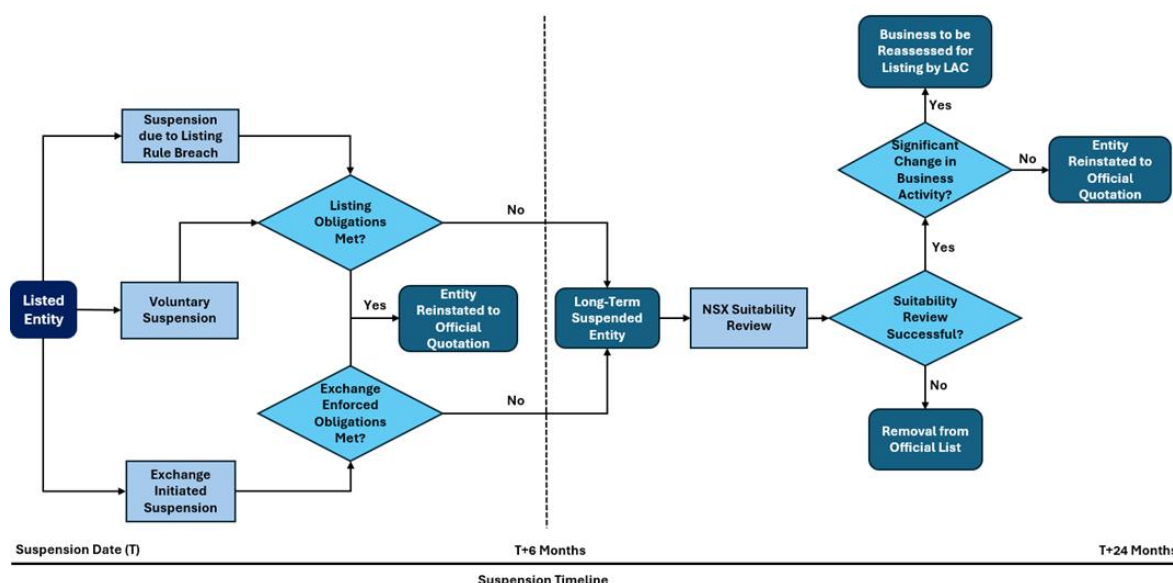 Business to be
Reassessed for
Listing by LAC
Yes
Suspension
due to Listing
Rule Breach
Significant
Change in
Business
Activity?
No
Entity
Reinstated to
Official
Quotation
Listing
Obligations
Met?
No
Yes
Listed
Entity
Voluntary
Suspension
Yes
Entity
Reinstated to
Official
Quotation
Long-Term
Suspended
Entity
NSX Suitability
Review
Suitability
Review
Successful?
Exchange
Enforced
Obligations
Met?
No
No
Removal from
Official List
Exchange
Initiated
Suspension
Suspension Date (T)
T+6 Months
T+24 Months
Suspension Timeline